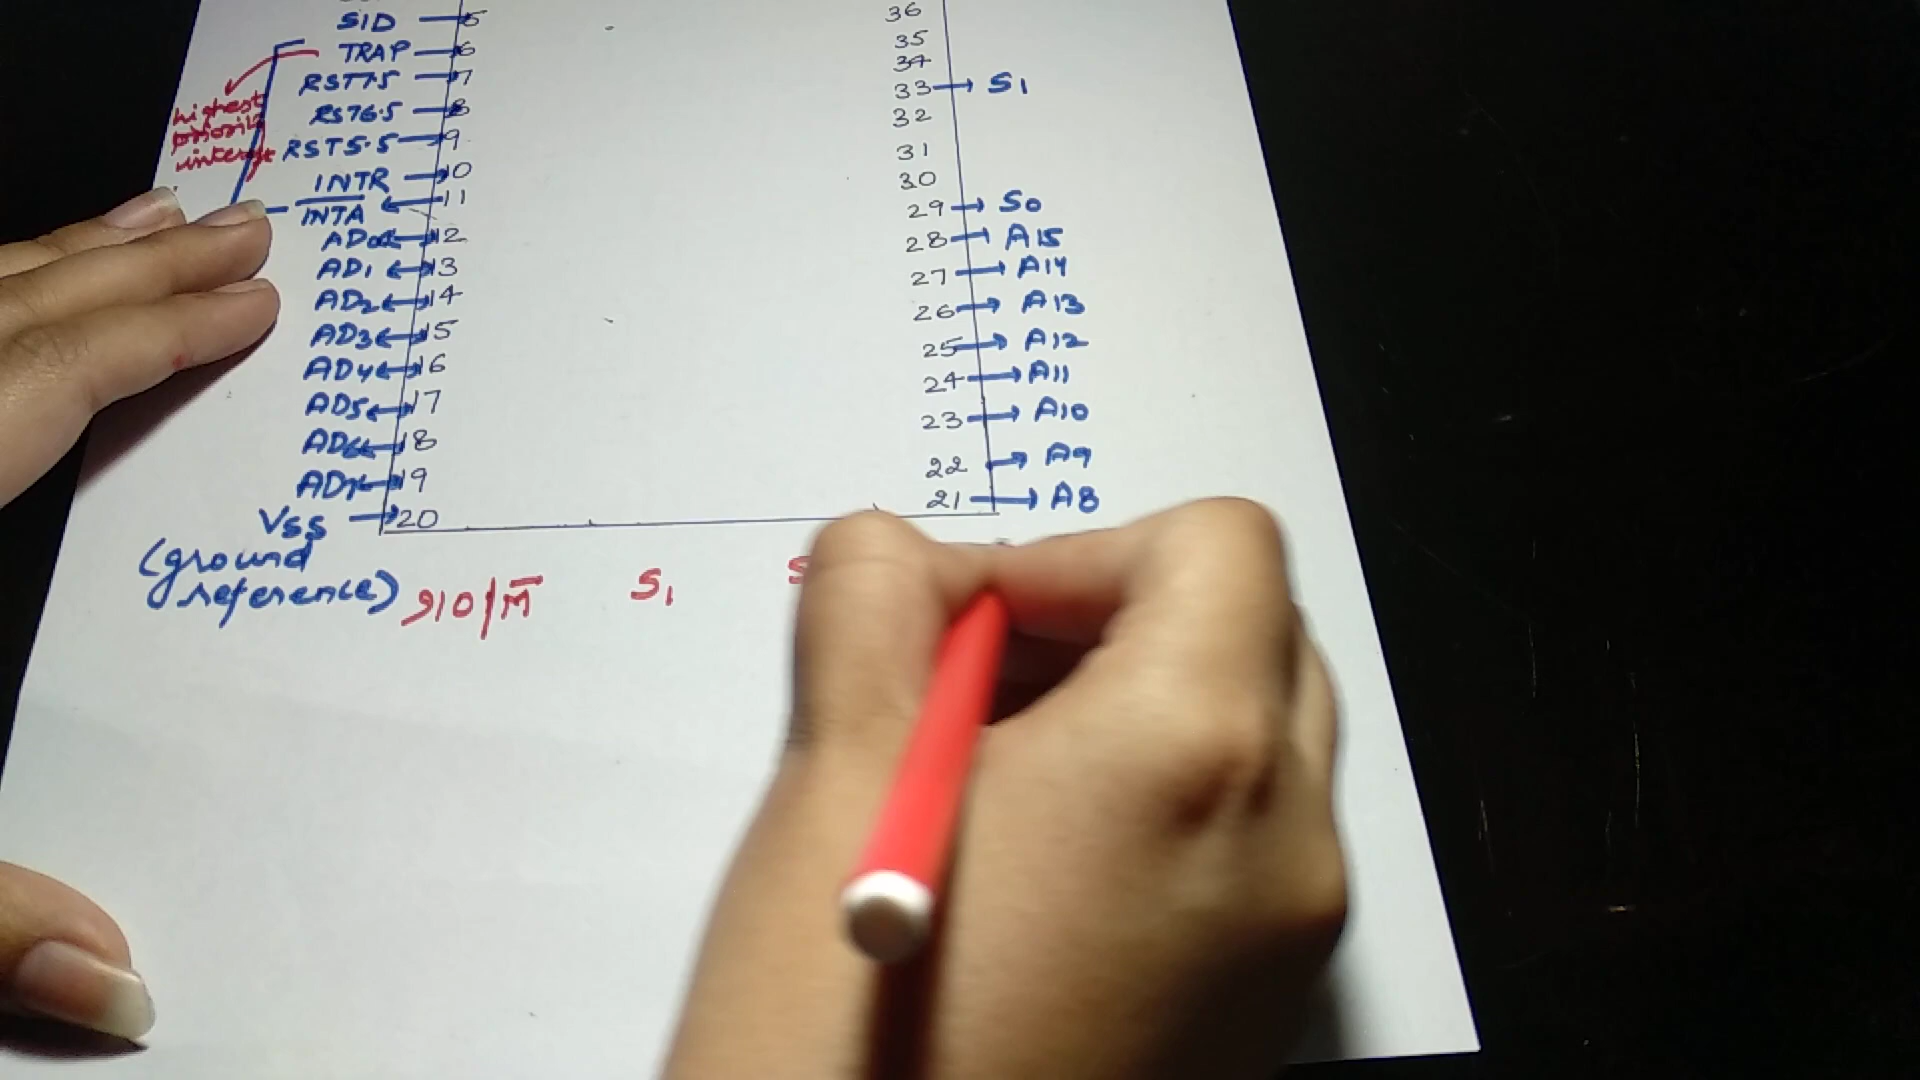 SID 5
TRAP 6
RST7.5 7
RS76.5 8
RST5.5 9
INTR 10
INTA 11
highest
priority
AD0 12
AD1 13
AD2 14
AD3 15
AD4 16
AD5 17
AD6 18
AD7 19
Vss 20
(ground
reference)
36
35
34
33 S1
32
31
30
29 S0
28 A15
27 A14
26 A13
25 A12
24 A11
23 A10
22 A9
21 A8
IO/M̅ S1